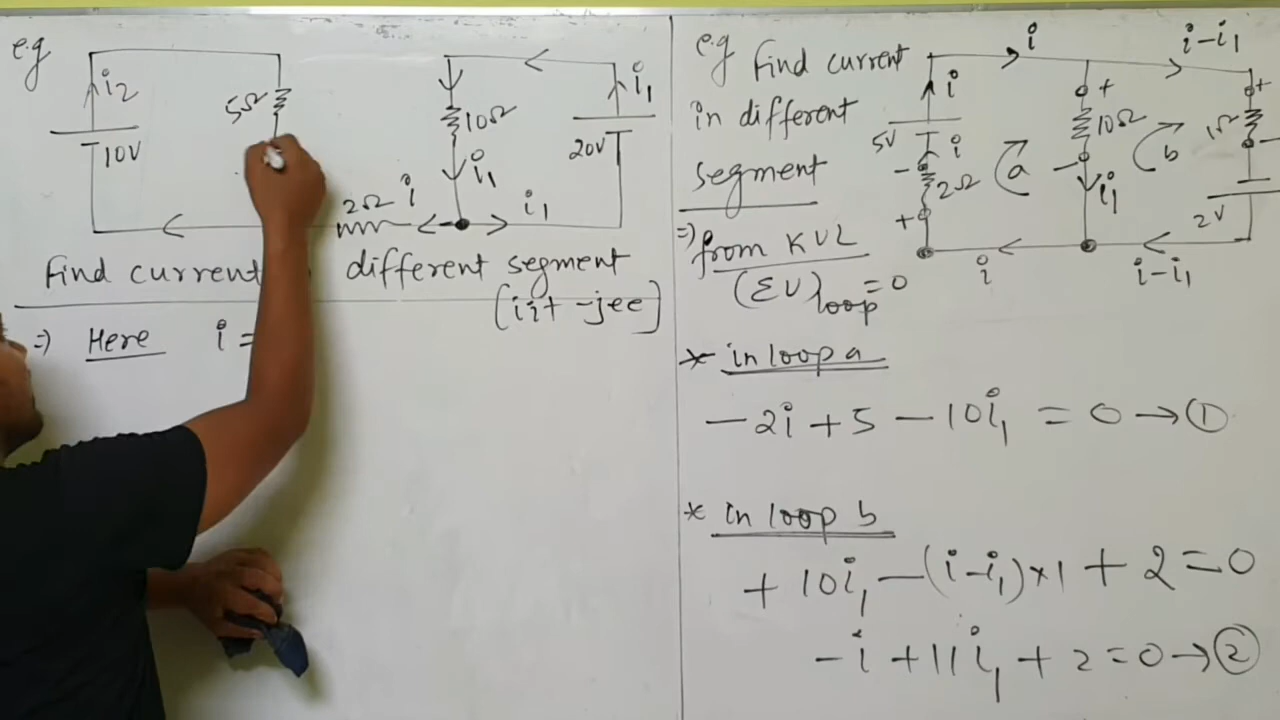 e.g
i2
5Ω
10V
10Ω
i1
20V
i1
2Ω i
i1
Find current different segment
[iit -jee]
⇒ Here i =
e.g Find current
in different
segment
⇒ from KVL
(ΣV)loop = 0
i
i-i1
i
5V
i
- 
2Ω
+
a
+
10Ω
-
i1
b
+
1Ω
-
2V
i
i-i1
* in loop a
-2i + 5 - 10i1 = 0 → ①
* in loop b
+ 10i1 - (i-i1)×1 + 2 = 0
-i + 11i1 + 2 = 0 → ②